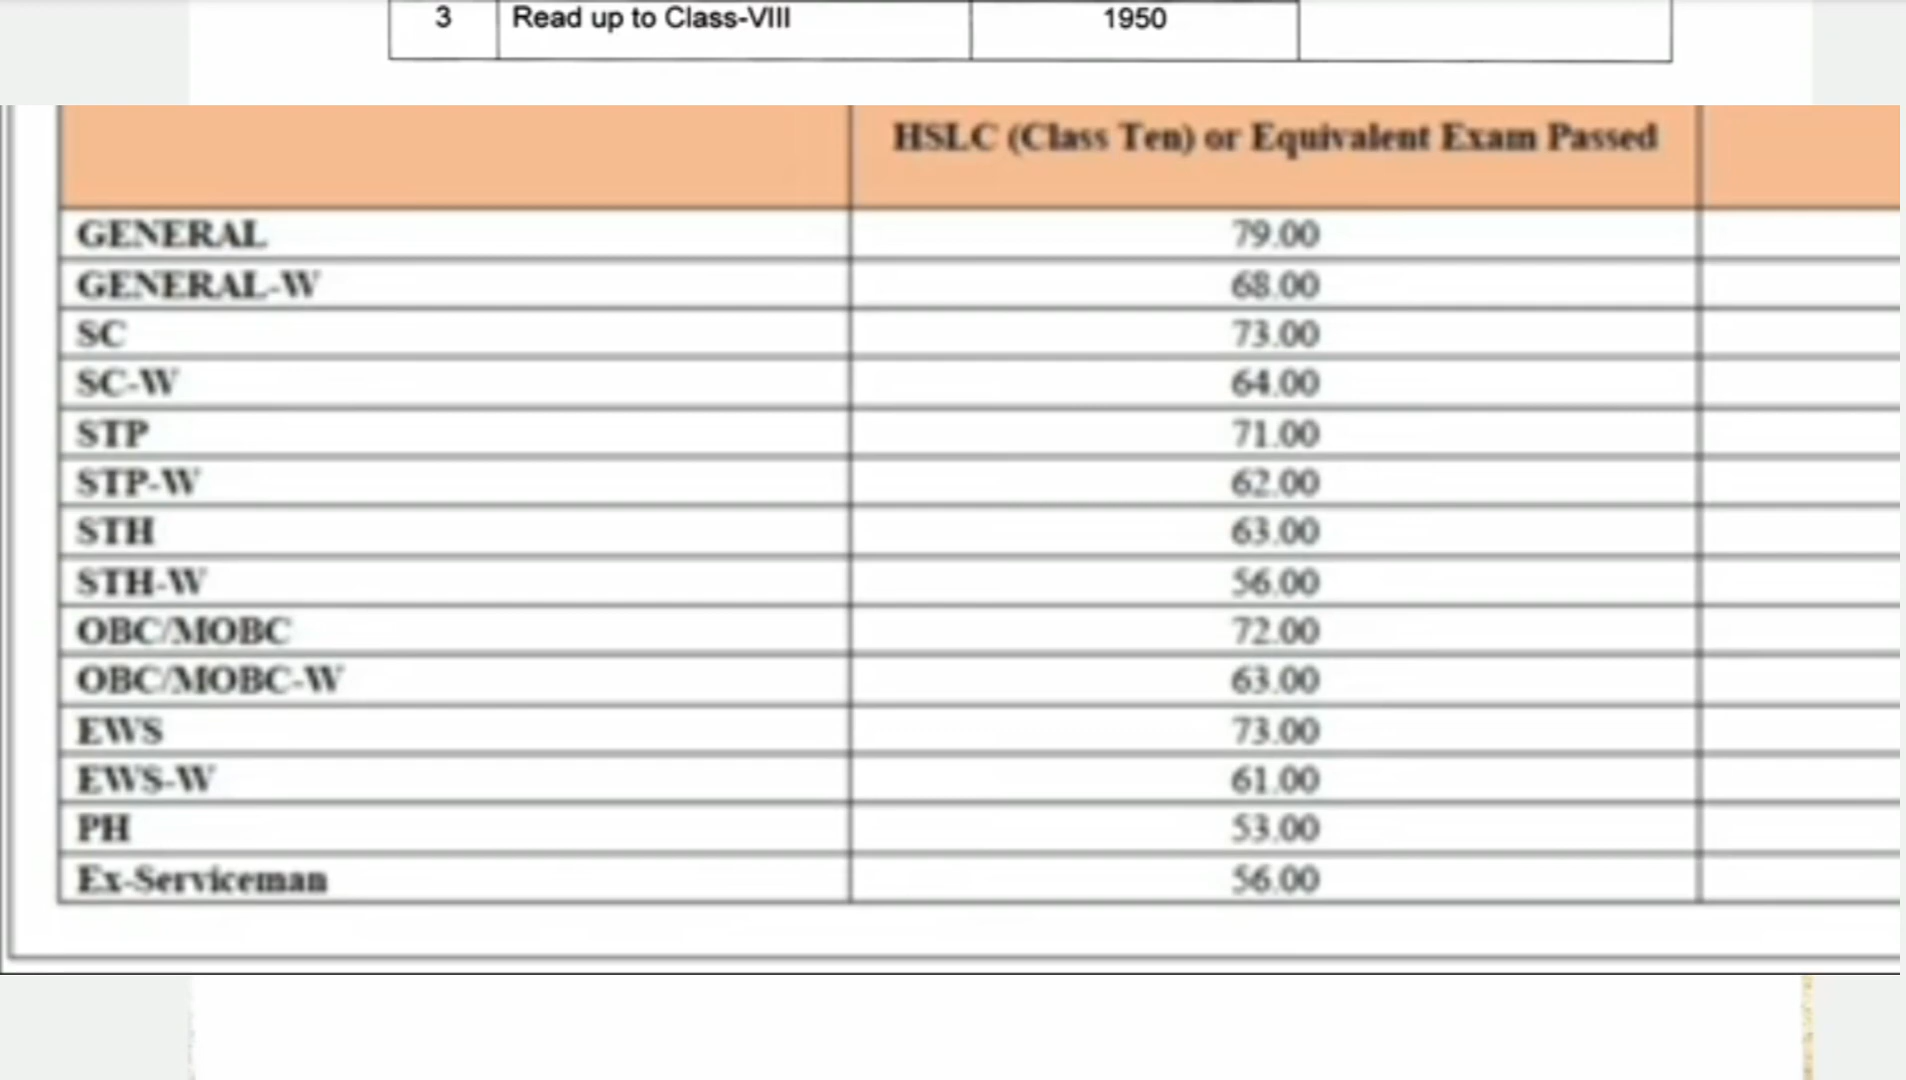 3 Read up to Class-VIII 1950
HSLC (Class Ten) or Equivalent Exam Passed
GENERAL 79.00
GENERAL-W 68.00
SC 73.00
SC-W 64.00
STP 71.00
STP-W 62.00
STH 63.00
STH-W 56.00
OBC/MOBC 72.00
OBC/MOBC-W 63.00
EWS 73.00
EWS-W 61.00
PH 53.00
Ex-Serviceman 56.00